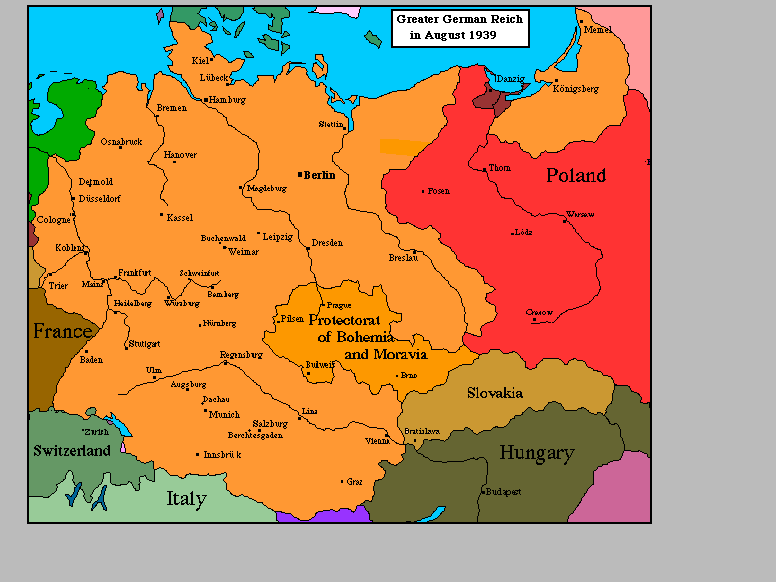 Greater German Reich
in August 1939
Memel
Kiel
Lübeck
Danzig
Königsberg
Hamburg
Bremen
Stettin
Osnabruck
Hanover
Thorn
Poland
Berlin
Detmold
Magdeburg
Posen
Düsseldorf
Cologne
Kassel
Warsaw
Lódz
Buchenwald
Leipzig
Weimar
Dresden
Koblenz
Breslau
Frankfurt
Schweinfurt
Trier
Mainz
Bamberg
Heidelberg
Würzburg
Prague
Cracow
Pilsen
Protectorat
of Bohemia
and Moravia
France
Nürnberg
Stuttgart
Baden
Regensburg
Ulm
Budweis
Brno
Augsburg
Slovakia
Dachau
Munich
Linz
Salzburg
Berchtesgaden
Zurich
Vienna
Bratislava
Switzerland
Innsbrück
Hungary
Graz
Italy
Budapest